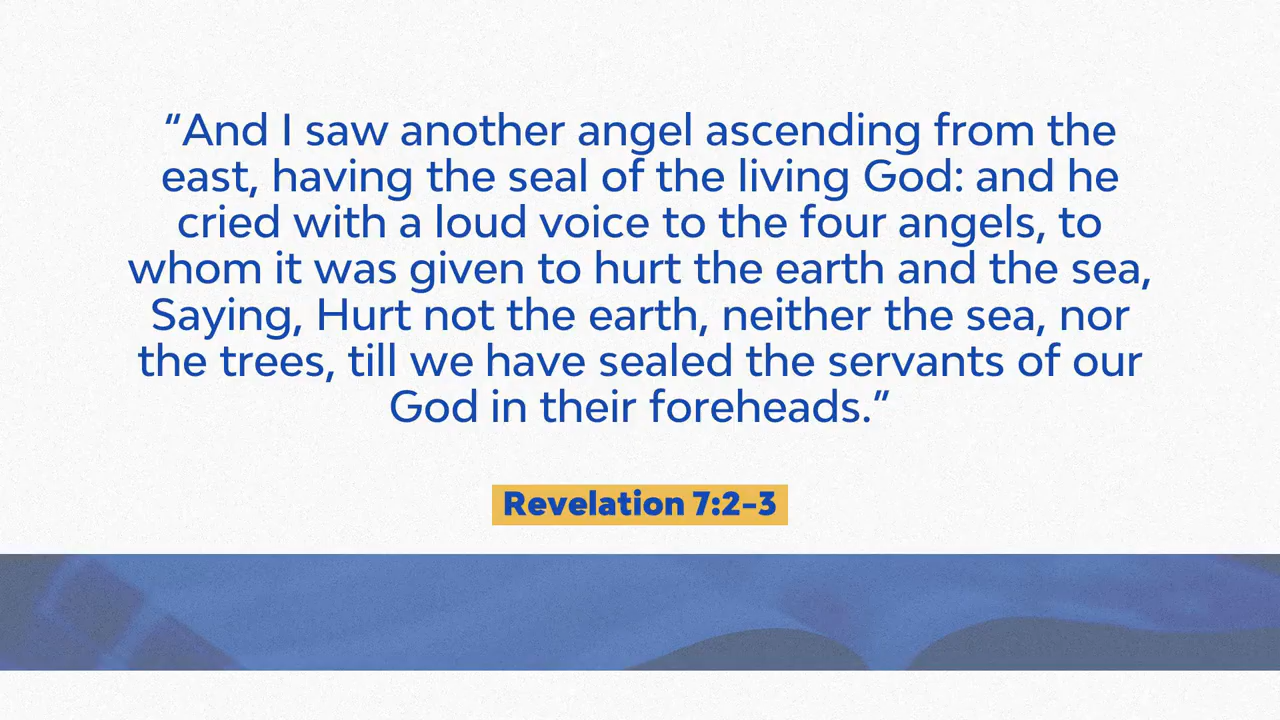 “And I saw another angel ascending from the
east, having the seal of the living God: and he
cried with a loud voice to the four angels, to
whom it was given to hurt the earth and the sea,
Saying, Hurt not the earth, neither the sea, nor
the trees, till we have sealed the servants of our
God in their foreheads.”
Revelation 7:2–3